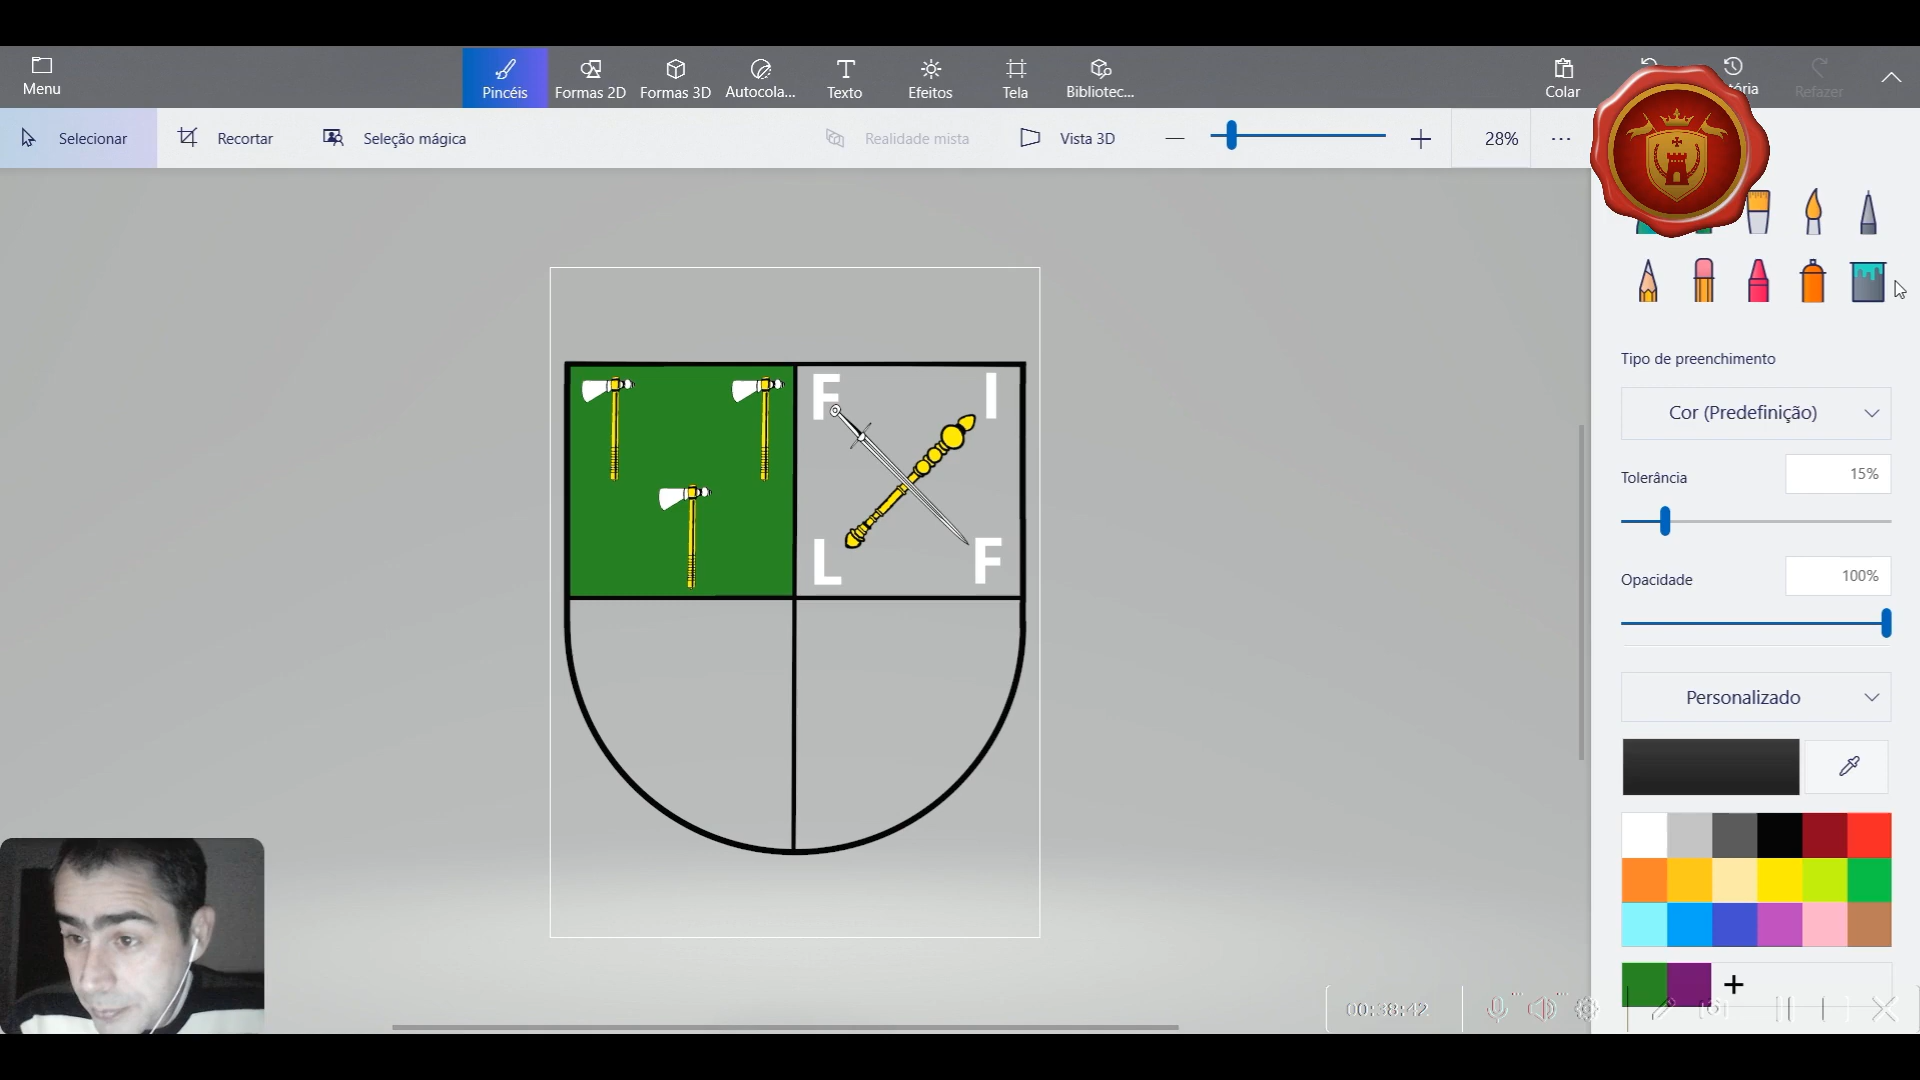 Menu
Pincéis
Formas 2D
Formas 3D
Autocola...
Texto
Efeitos
Tela
Bibliotec...
Colar
Refazer
Selecionar
Recortar
Seleção mágica
Realidade mista
Vista 3D
28%
Tipo de preenchimento
Cor (Predefinição)
Tolerância
15%
Opacidade
100%
Personalizado
F I
L F
00:38:42